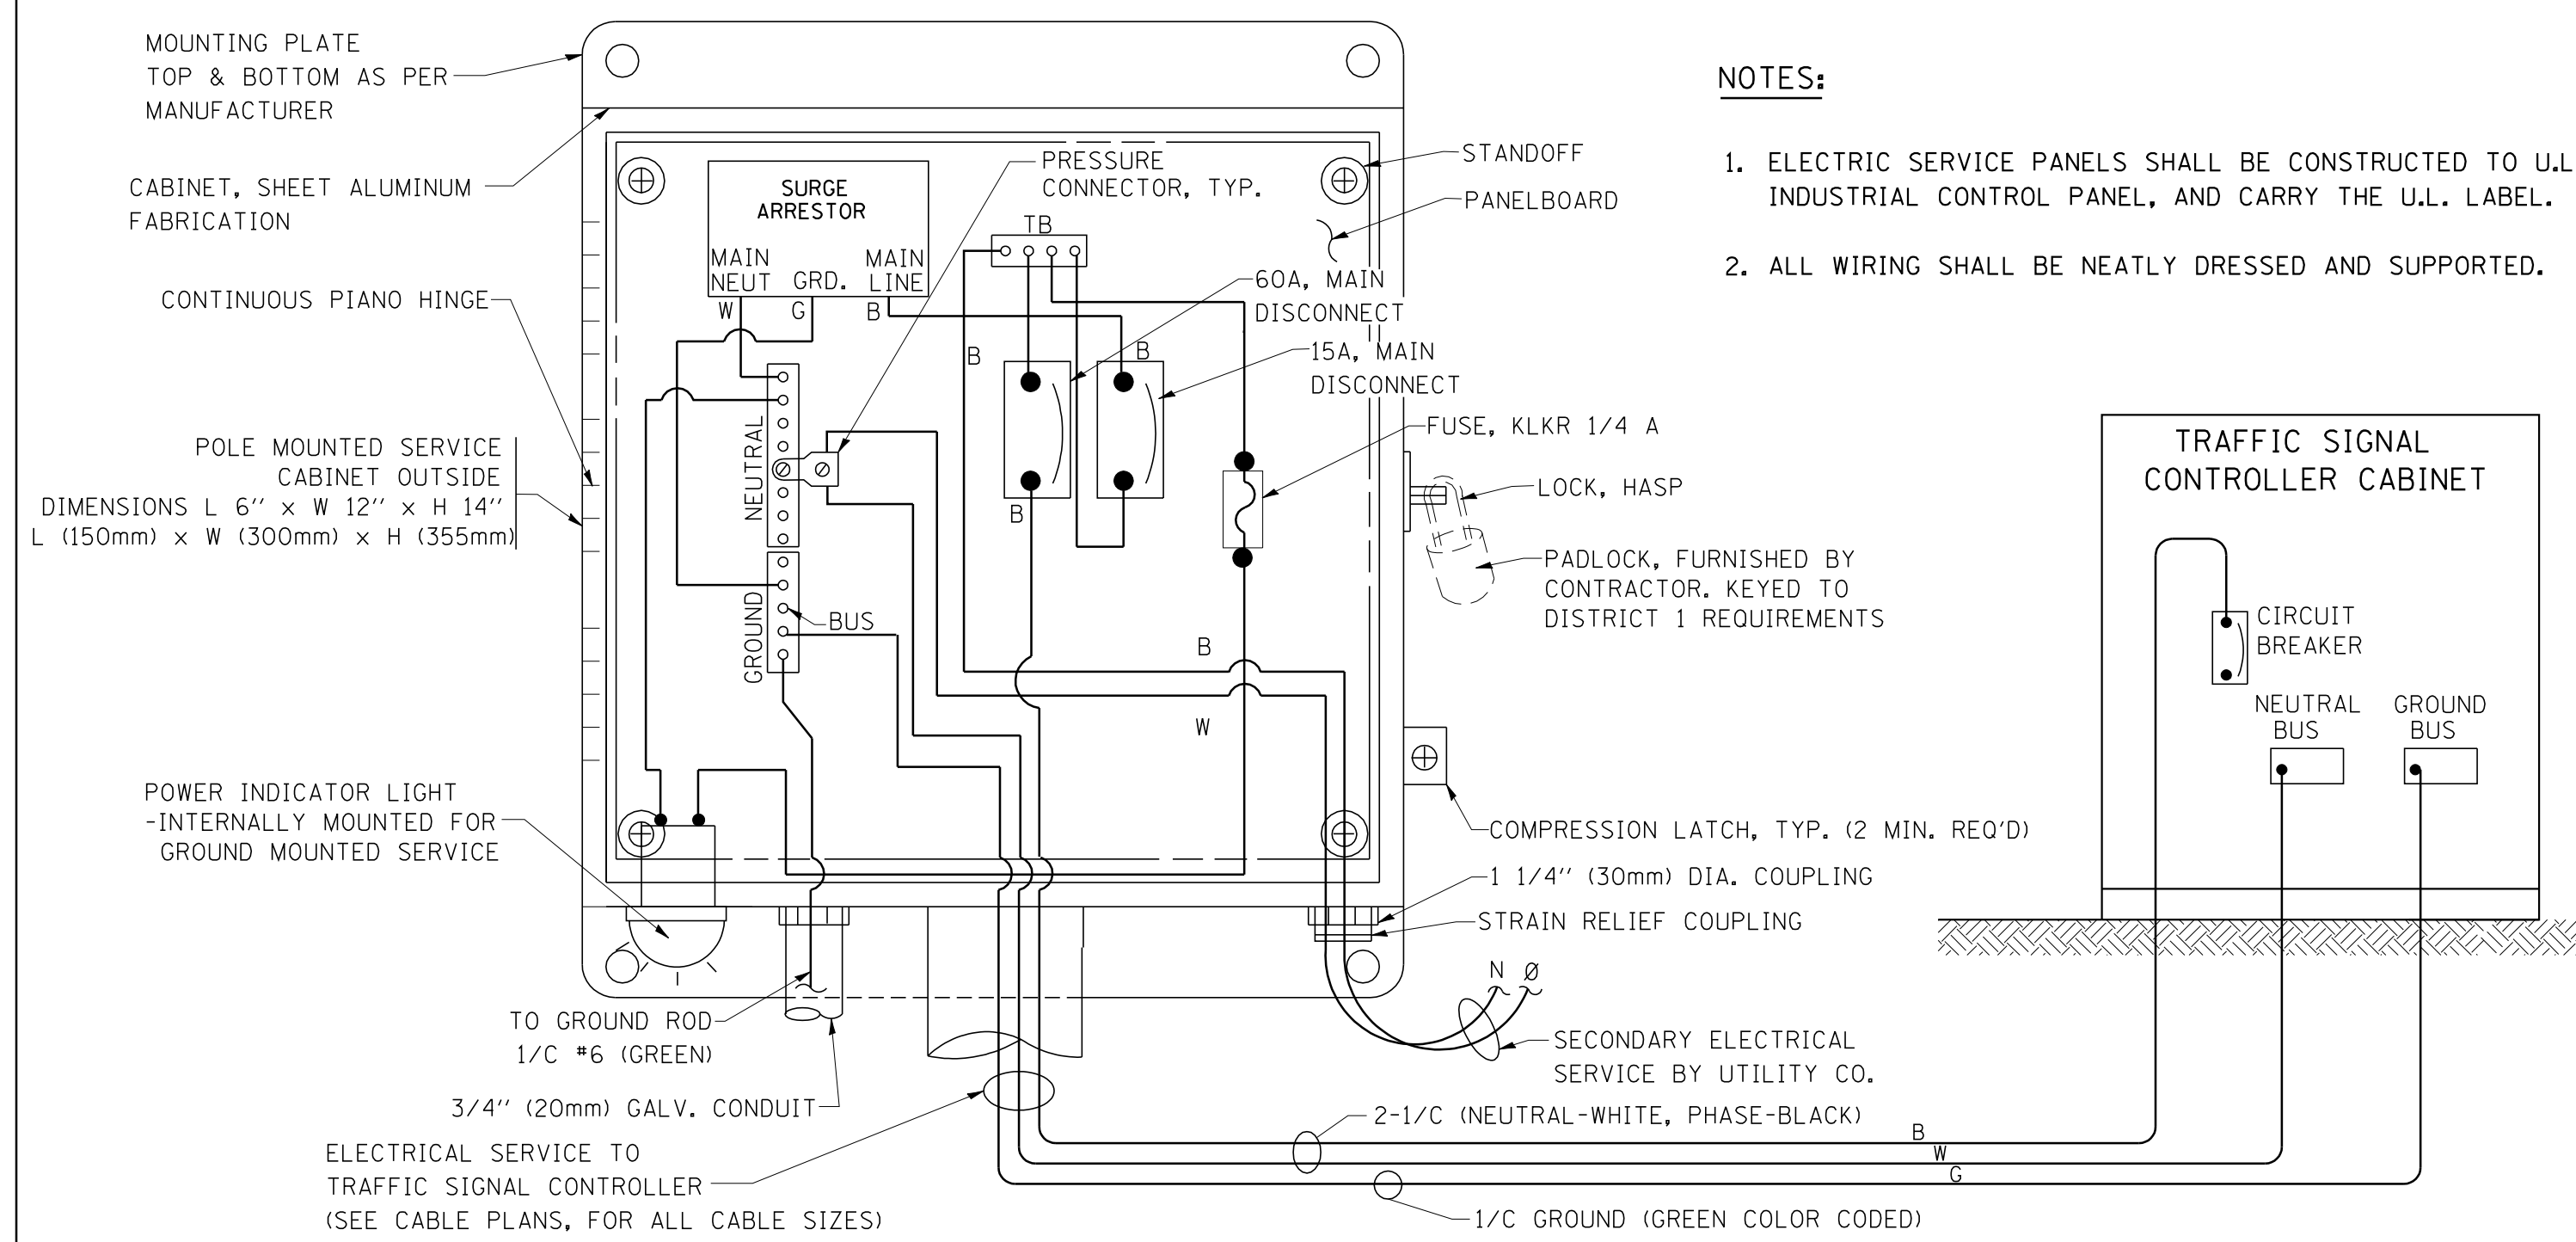 MOUNTING PLATE
TOP & BOTTOM AS PER
MANUFACTURER
CABINET, SHEET ALUMINUM
FABRICATION
CONTINUOUS PIANO HINGE
POLE MOUNTED SERVICE
CABINET OUTSIDE
DIMENSIONS L 6'' x W 12'' x H 14''
L (150mm) x W (300mm) x H (355mm)
POWER INDICATOR LIGHT
-INTERNALLY MOUNTED FOR
GROUND MOUNTED SERVICE
SURGE
ARRESTOR
MAIN
NEUT
GRD.
MAIN
LINE
W
G
B
PRESSURE
CONNECTOR, TYP.
TB
60A, MAIN
DISCONNECT
15A, MAIN
DISCONNECT
B
B
B
NEUTRAL
GROUND
BUS
B
W
STANDOFF
PANELBOARD
FUSE, KLKR 1/4 A
LOCK, HASP
PADLOCK, FURNISHED BY
CONTRACTOR. KEYED TO
DISTRICT 1 REQUIREMENTS
COMPRESSION LATCH, TYP. (2 MIN. REQ'D)
1 1/4'' (30mm) DIA. COUPLING
STRAIN RELIEF COUPLING
N Ø
SECONDARY ELECTRICAL
SERVICE BY UTILITY CO.
TO GROUND ROD
1/C #6 (GREEN)
3/4'' (20mm) GALV. CONDUIT
ELECTRICAL SERVICE TO
TRAFFIC SIGNAL CONTROLLER
(SEE CABLE PLANS, FOR ALL CABLE SIZES)
2-1/C (NEUTRAL-WHITE, PHASE-BLACK)
B
W
G
1/C GROUND (GREEN COLOR CODED)
NOTES:
1. ELECTRIC SERVICE PANELS SHALL BE CONSTRUCTED TO U.L
INDUSTRIAL CONTROL PANEL, AND CARRY THE U.L. LABEL.
2. ALL WIRING SHALL BE NEATLY DRESSED AND SUPPORTED.
TRAFFIC SIGNAL
CONTROLLER CABINET
CIRCUIT
BREAKER
NEUTRAL
BUS
GROUND
BUS